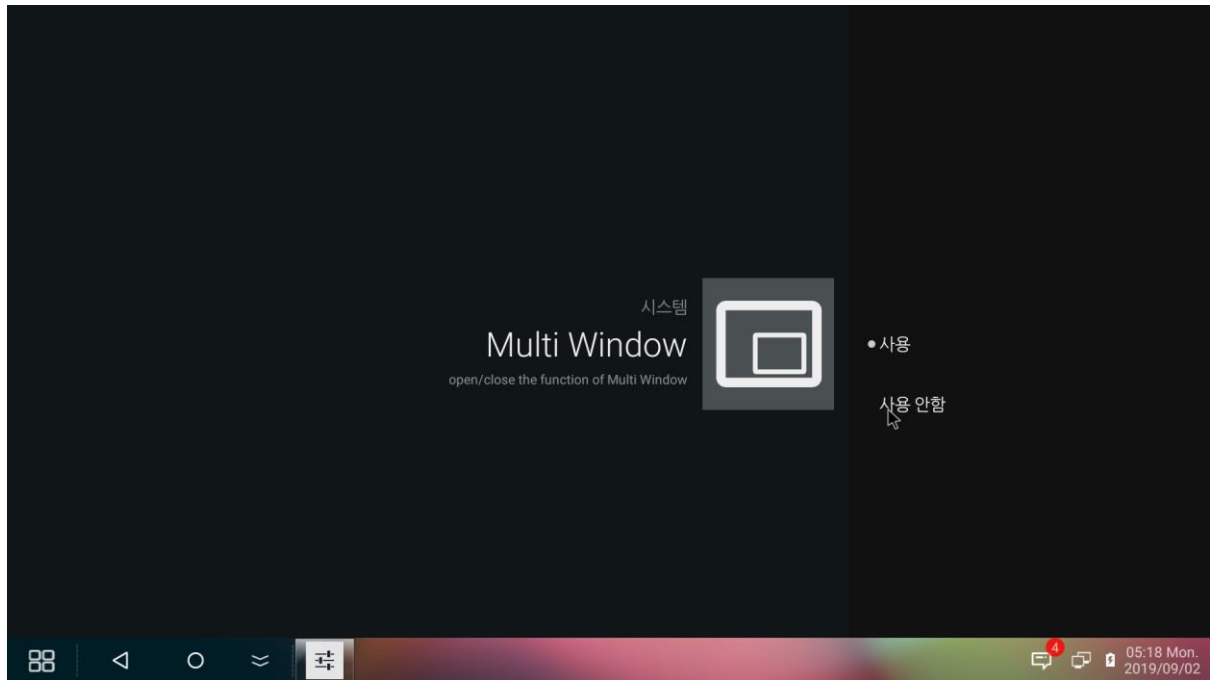 시스템
Multi Window
open/close the function of Multi Window
사용
사용 안함
4
05:18 Mon.
2019/09/02